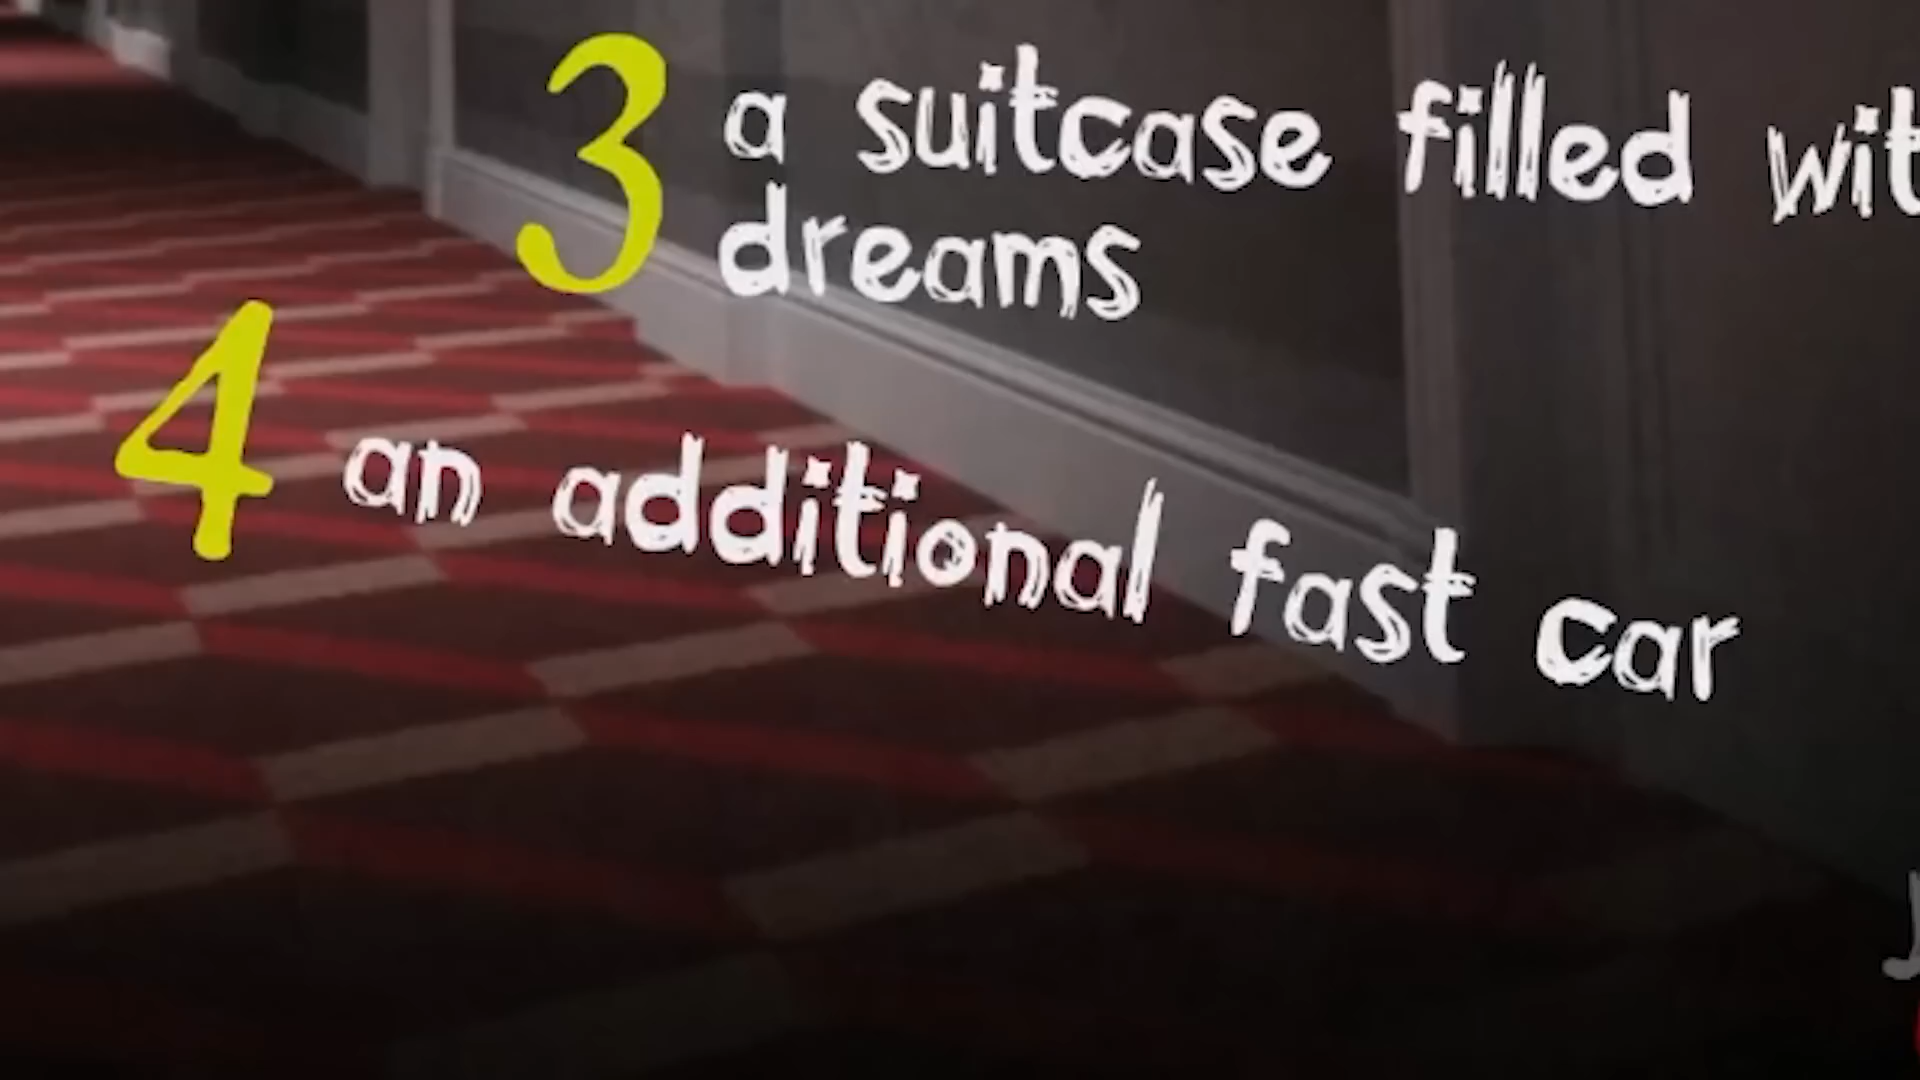 3 a suitcase filled wit
dreams
4 an additional fast car